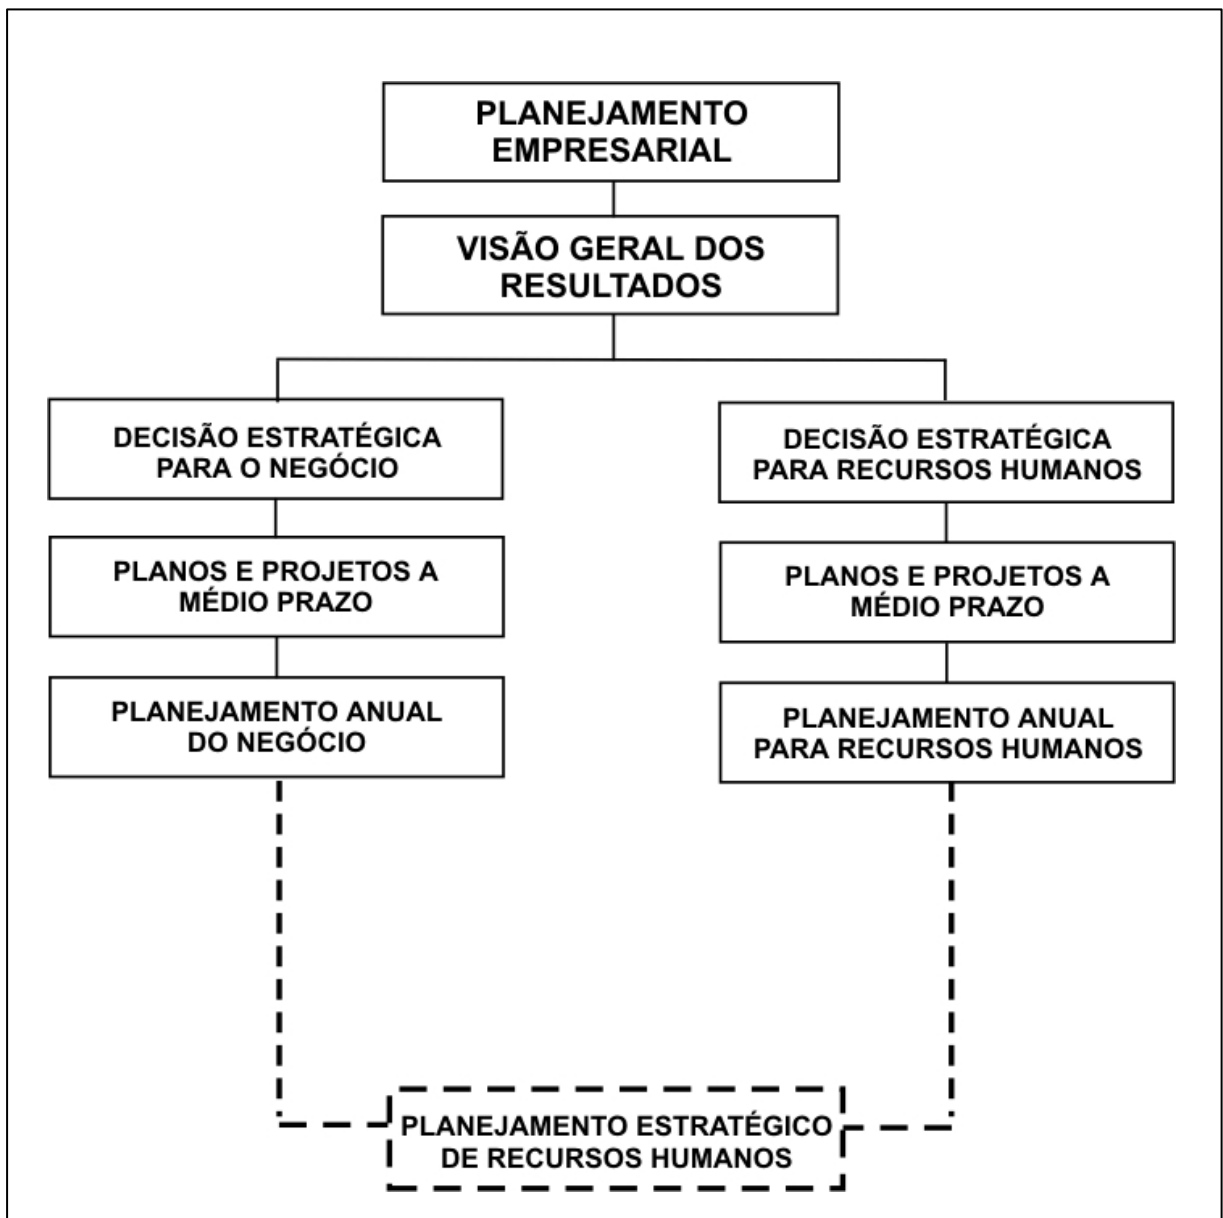 PLANEJAMENTO
EMPRESARIAL
VISÃO GERAL DOS
RESULTADOS
DECISÃO ESTRATÉGICA
PARA O NEGÓCIO
PLANOS E PROJETOS A
MÉDIO PRAZO
PLANEJAMENTO ANUAL
DO NEGÓCIO
DECISÃO ESTRATÉGICA
PARA RECURSOS HUMANOS
PLANOS E PROJETOS A
MÉDIO PRAZO
PLANEJAMENTO ANUAL
PARA RECURSOS HUMANOS
PLANEJAMENTO ESTRATÉGICO
DE RECURSOS HUMANOS